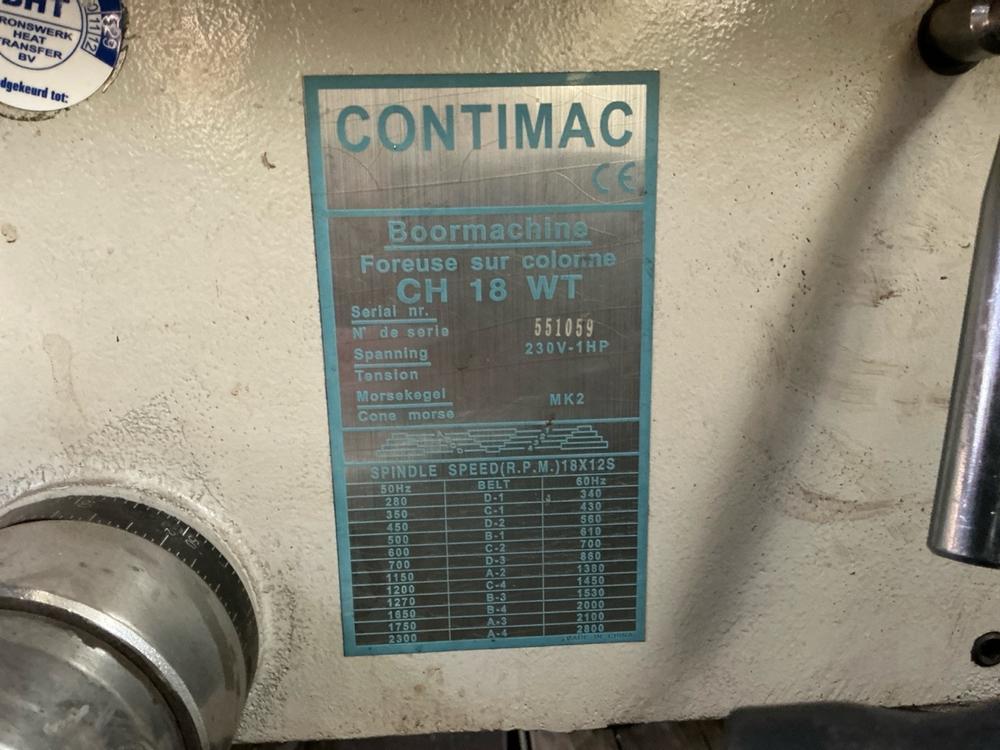 BHT
RONSWERK
HEAT
TRANSFER
BV
11/12
829
dgekeurd tot:
CONTIMAC
CE
Boormachine
Foreuse sur colonne
CH 18 WT
Serial nr.
N° de serie 551059
Spanning 230V-1HP
Tension
Morsekegel MK2
Cone morse
SPINDLE SPEED(R.P.M.)18X12S
50Hz BELT 60Hz
280 D-1 340
350 C-1 430
450 D-2 560
500 B-1 610
600 C-2 700
700 D-3 860
1150 A-2 1380
1200 C-4 1450
1270 B-3 1530
1650 B-4 2000
1750 A-3 2100
2300 A-4 2800
MADE IN CHINA